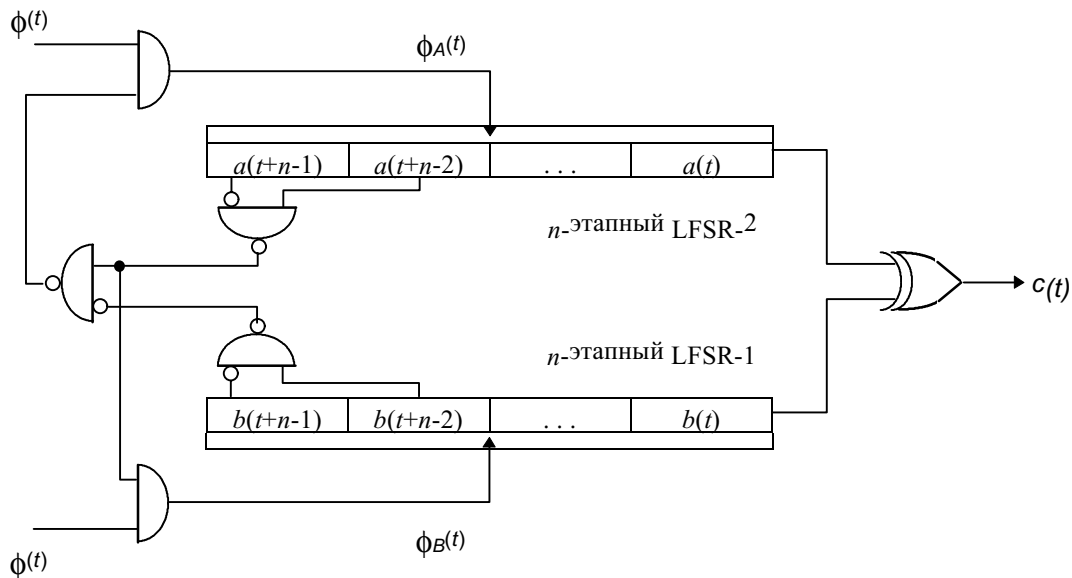 ϕ(t)
ϕA(t)
a(t+n-1) a(t+n-2) . . . a(t)
n-этапный LFSR-2
c(t)
n-этапный LFSR-1
b(t+n-1) b(t+n-2) . . . b(t)
ϕB(t)
ϕ(t)